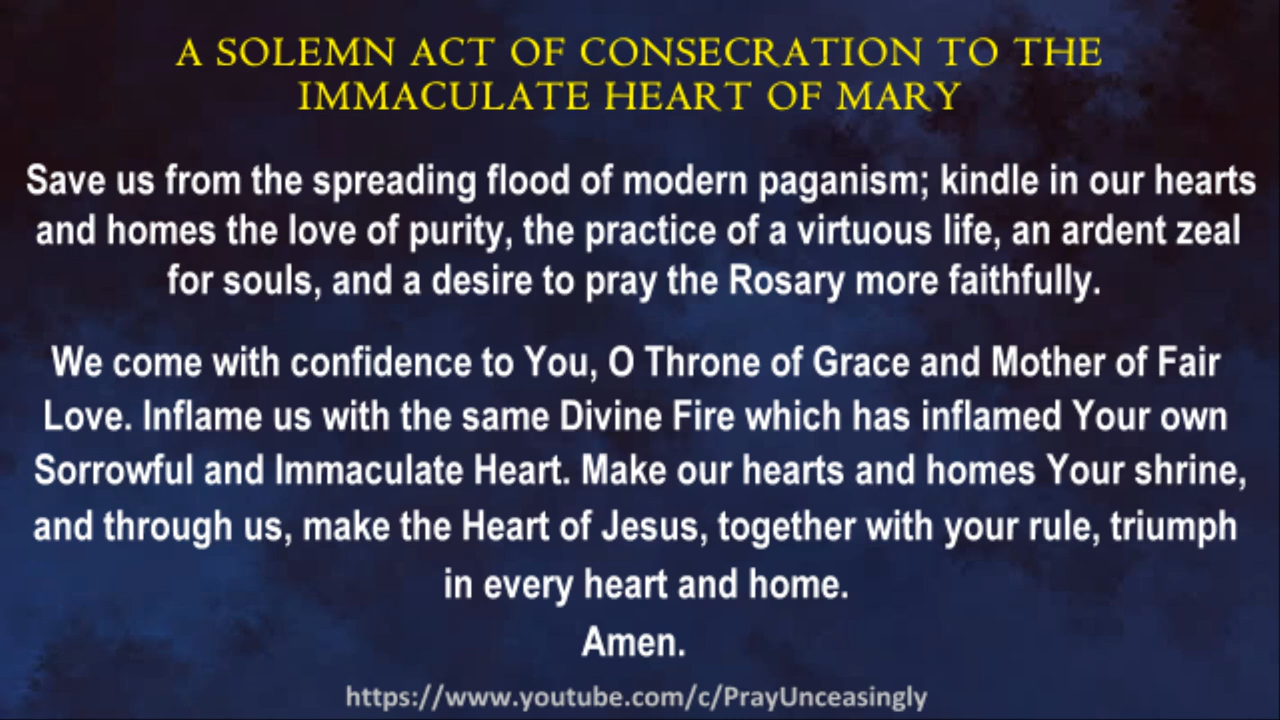 A SOLEMN ACT OF CONSECRATION TO THE
IMMACULATE HEART OF MARY
Save us from the spreading flood of modern paganism; kindle in our hearts
and homes the love of purity, the practice of a virtuous life, an ardent zeal
for souls, and a desire to pray the Rosary more faithfully.
We come with confidence to You, O Throne of Grace and Mother of Fair
Love. Inflame us with the same Divine Fire which has inflamed Your own
Sorrowful and Immaculate Heart. Make our hearts and homes Your shrine,
and through us, make the Heart of Jesus, together with your rule, triumph
in every heart and home.
Amen.
https://www.youtube.com/c/PrayUnceasingly